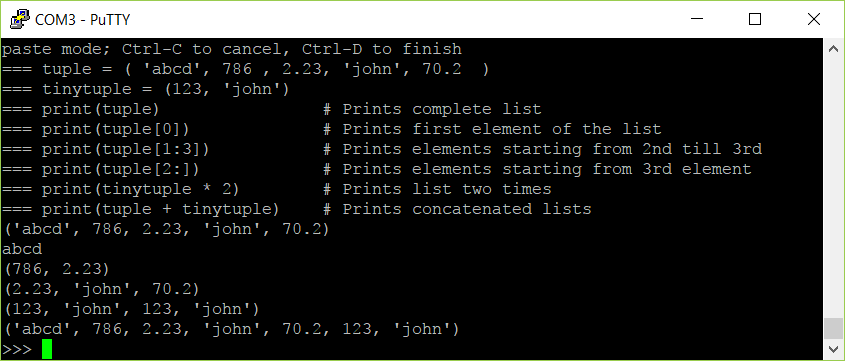 COM3 - PuTTY
paste mode; Ctrl-C to cancel, Ctrl-D to finish
=== tuple = ( 'abcd', 786 , 2.23, 'john', 70.2  )
=== tinytuple = (123, 'john')
=== print(tuple)                # Prints complete list
=== print(tuple[0])             # Prints first element of the list
=== print(tuple[1:3])           # Prints elements starting from 2nd till 3rd
=== print(tuple[2:])            # Prints elements starting from 3rd element
=== print(tinytuple * 2)        # Prints list two times
=== print(tuple + tinytuple)    # Prints concatenated lists
('abcd', 786, 2.23, 'john', 70.2)
abcd
(786, 2.23)
(2.23, 'john', 70.2)
(123, 'john', 123, 'john')
('abcd', 786, 2.23, 'john', 70.2, 123, 'john')
>>>